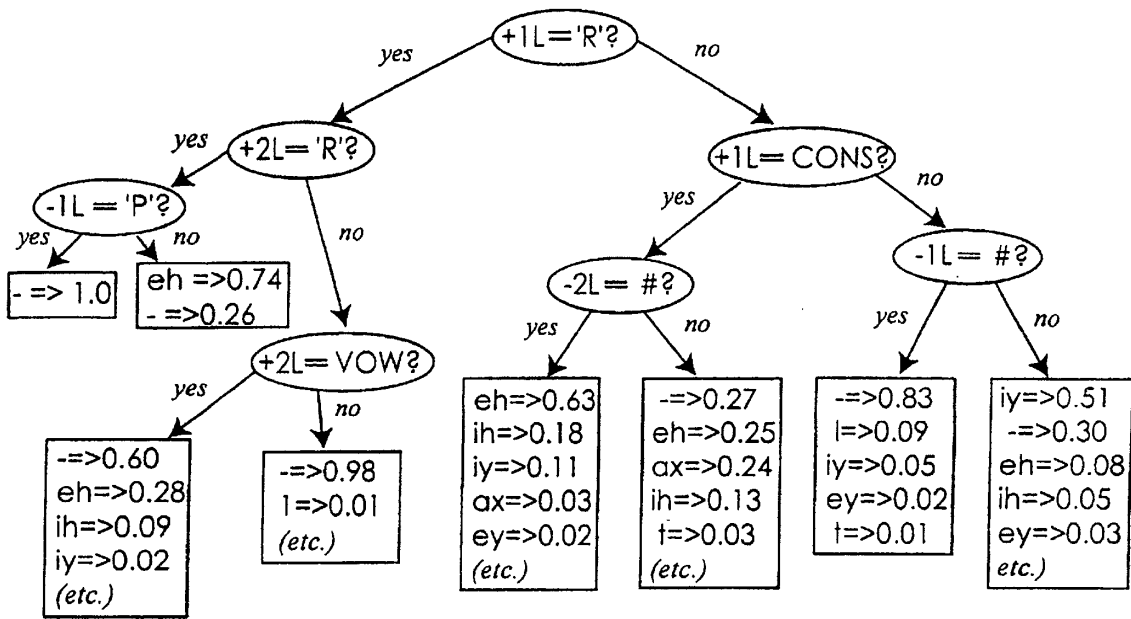 +1L='R'?
yes
no
+2L='R'?
+1L= CONS?
yes
no
yes
no
-1L ='P'?
-2L= #?
-1L= #?
yes
no
- => 1.0
eh =>0.74
- =>0.26
+2L= VOW?
yes
no
yes
no
yes
no
-=>0.60
eh=>0.28
ih=>0.09
iy=>0.02
(etc.)
-=>0.98
1=>0.01
(etc.)
eh=>0.63
ih=>0.18
iy=>0.11
ax=>0.03
ey=>0.02
(etc.)
-=>0.27
eh=>0.25
ax=>0.24
ih=>0.13
t=>0.03
(etc.)
-=>0.83
l=>0.09
iy=>0.05
ey=>0.02
t=>0.01
iy=>0.51
-=>0.30
eh=>0.08
ih=>0.05
ey=>0.03
etc.)